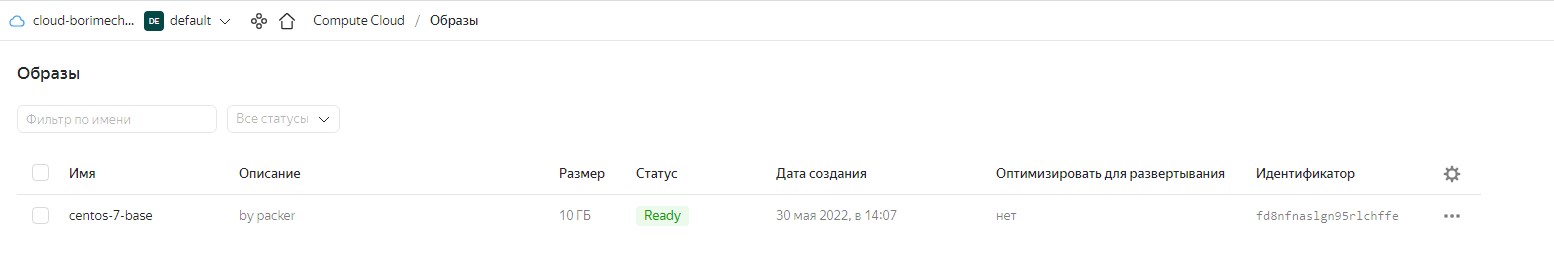 cloud-borimech... DE default Compute Cloud / Образы
Образы
Фильтр по имени Все статусы
Имя Описание Размер Статус Дата создания Оптимизировать для развертывания Идентификатор
centos-7-base by packer 10 ГБ Ready 30 мая 2022, в 14:07 нет fd8nfnaslgn95rlchffe